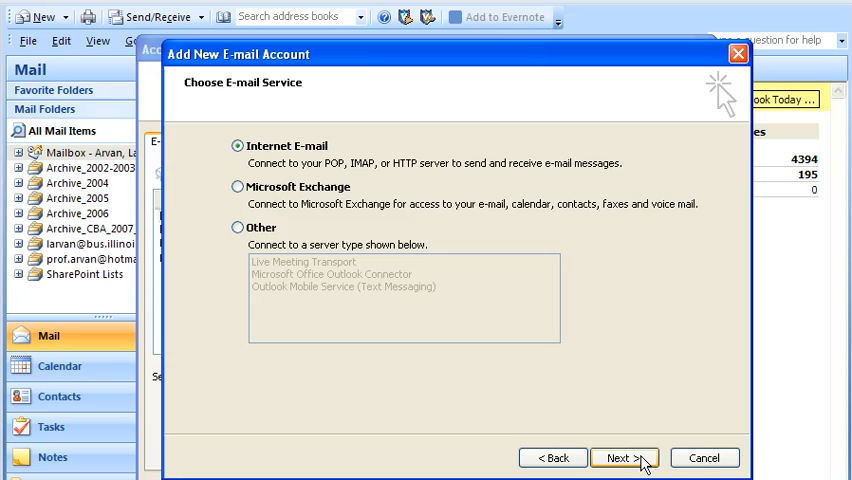 New Send/Receive Search address books Add to Evernote
File Edit View question for help
Add New E-mail Account
Mail
Choose E-mail Service
Favorite Folders
Mail Folders
All Mail Items
Mailbox - Arvan, La
Archive_2002-2003
Archive_2004
Archive_2005
Archive_2006
Archive_CBA_2007_
larvan@bus.illinoi
prof.arvan@hotma
SharePoint Lists
Mail
Calendar
Contacts
Tasks
Notes
Internet E-mail
Connect to your POP, IMAP, or HTTP server to send and receive e-mail messages.
Microsoft Exchange
Connect to Microsoft Exchange for access to your e-mail, calendar, contacts, faxes and voice mail.
Other
Connect to a server type shown below.
Live Meeting Transport
Microsoft Office Outlook Connector
Outlook Mobile Service (Text Messaging)
< Back Next > Cancel
ook Today ...
es
4394
195
0